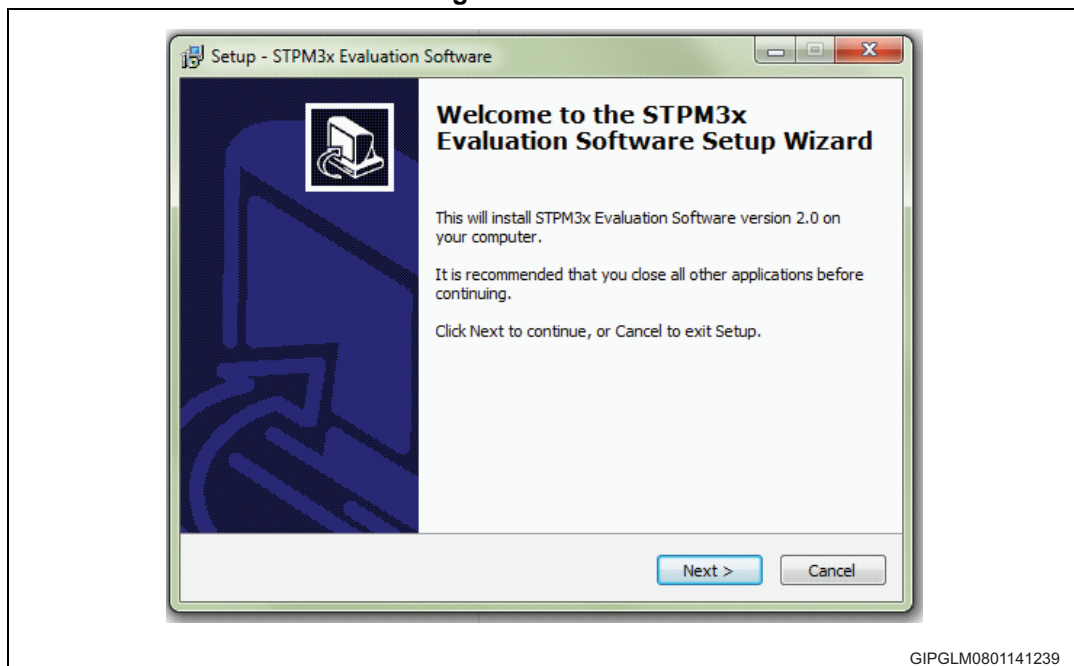 Setup - STPM3x Evaluation Software
Welcome to the STPM3x
Evaluation Software Setup Wizard
This will install STPM3x Evaluation Software version 2.0 on
your computer.
It is recommended that you close all other applications before
continuing.
Click Next to continue, or Cancel to exit Setup.
Next >
Cancel
GIPGLM0801141239